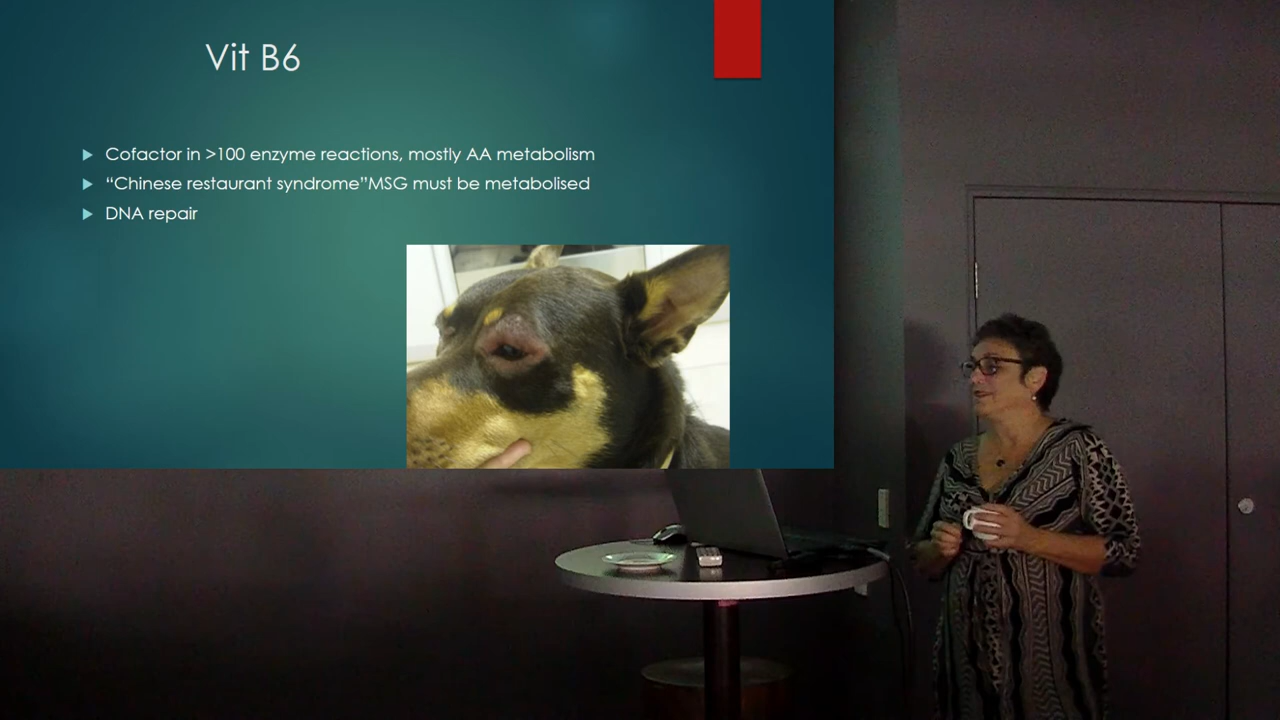 Vit B6
Cofactor in >100 enzyme reactions, mostly AA metabolism
“Chinese restaurant syndrome”MSG must be metabolised
DNA repair